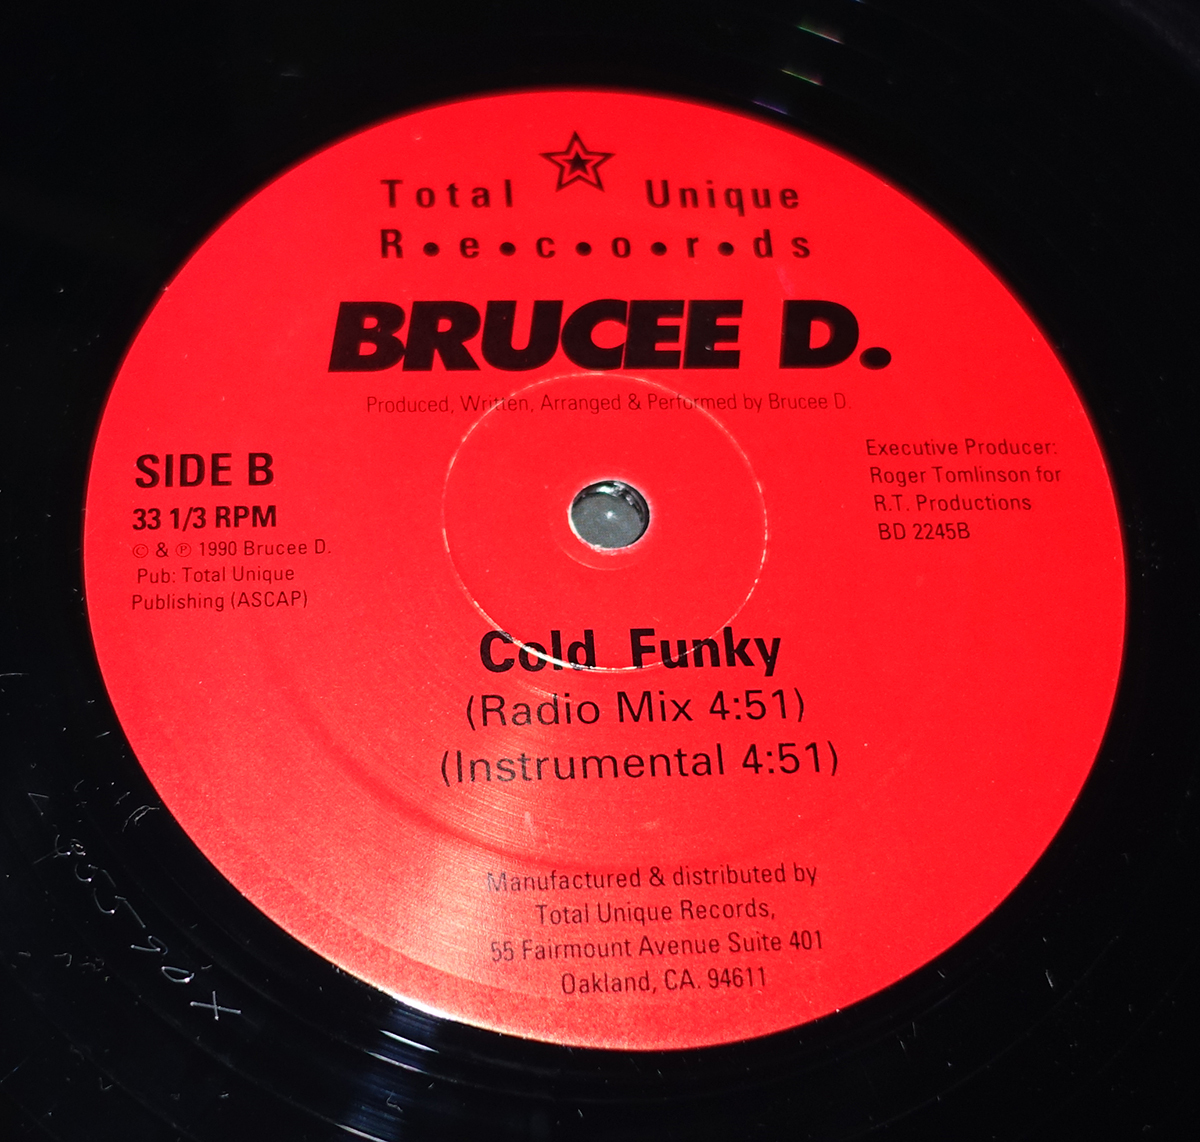 Total Unique
R•e•c•o•r•d•s
BRUCEE D.
Produced, Written, Arranged & Performed by Brucee D.
SIDE B
33 1/3 RPM
© & ℗ 1990 Brucee D.
Pub: Total Unique
Publishing (ASCAP)
Executive Producer:
Roger Tomlinson for
R.T. Productions
BD 2245B
Cold Funky
(Radio Mix 4:51)
(Instrumental 4:51)
Manufactured & distributed by
Total Unique Records,
55 Fairmount Avenue Suite 401
Oakland, CA. 94611